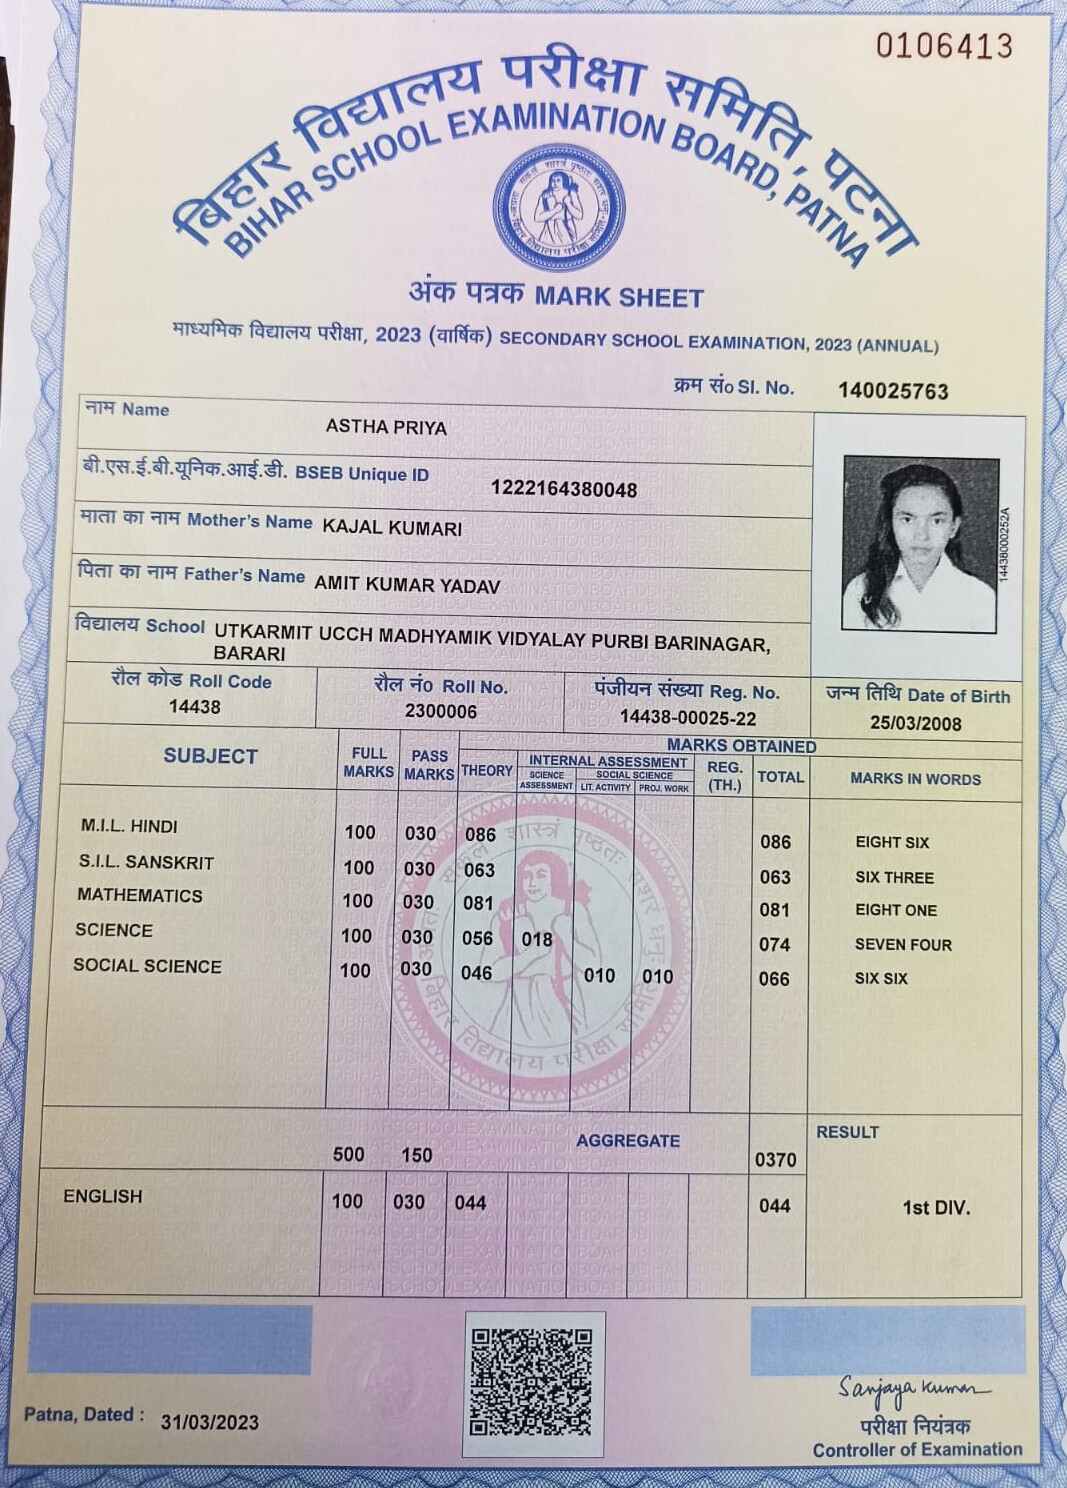 0106413
बिहार विद्यालय परीक्षा समिति, पटना
BIHAR SCHOOL EXAMINATION BOARD, PATNA
अंक पत्रक MARK SHEET
माध्यमिक विद्यालय परीक्षा, 2023 (वार्षिक) SECONDARY SCHOOL EXAMINATION, 2023 (ANNUAL)
क्रम सं० Sl. No. 140025763
नाम Name ASTHA PRIYA
बी.एस.ई.बी.यूनिक.आई.डी. BSEB Unique ID 1222164380048
माता का नाम Mother's Name KAJAL KUMARI
पिता का नाम Father's Name AMIT KUMAR YADAV
विद्यालय School UTKARMIT UCCH MADHYAMIK VIDYALAY PURBI BARINAGAR,
BARARI
14438000252A
रौल कोड Roll Code रौल नं० Roll No. पंजीयन संख्या Reg. No. जन्म तिथि Date of Birth
14438 2300006 14438-00025-22 25/03/2008
SUBJECT FULL MARKS PASS MARKS MARKS OBTAINED
THEORY INTERNAL ASSESSMENT REG. (TH.) TOTAL MARKS IN WORDS
SCIENCE ASSESSMENT SOCIAL SCIENCE
LIT. ACTIVITY PROJ. WORK
M.I.L. HINDI 100 030 086 086 EIGHT SIX
S.I.L. SANSKRIT 100 030 063 063 SIX THREE
MATHEMATICS 100 030 081 081 EIGHT ONE
SCIENCE 100 030 056 018 074 SEVEN FOUR
SOCIAL SCIENCE 100 030 046 010 010 066 SIX SIX
बिहार विद्यालय परीक्षा समिति
500 150 AGGREGATE 0370 RESULT
ENGLISH 100 030 044 044 1st DIV.
Patna, Dated : 31/03/2023
Sanjaya Kumar
परीक्षा नियंत्रक
Controller of Examination